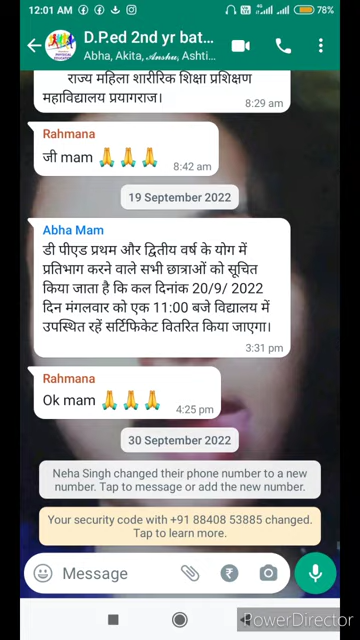 12:01 AM
4G
78%
D.P.ed 2nd yr bat...
Abha, Akita, 𝓐𝓷𝓼𝓱𝓾, Ashti...
राज्य महिला शारीरिक शिक्षा प्रशिक्षण
महाविद्यालय प्रयागराज।
8:29 am
Rahmana
जी mam 🙏 🙏 🙏
8:42 am
19 September 2022
Abha Mam
डी पीएड प्रथम और द्वितीय वर्ष के योग में
प्रतिभाग करने वाले सभी छात्राओं को सूचित
किया जाता है कि कल दिनांक 20/9/ 2022
दिन मंगलवार को एक 11:00 बजे विद्यालय में
उपस्थित रहें सर्टिफिकेट वितरित किया जाएगा।
3:31 pm
Rahmana
Ok mam 🙏 🙏 🙏
4:25 pm
30 September 2022
Neha Singh changed their phone number to a new
number. Tap to message or add the new number.
Your security code with +91 88408 53885 changed.
Tap to learn more.
Message
PowerDirector